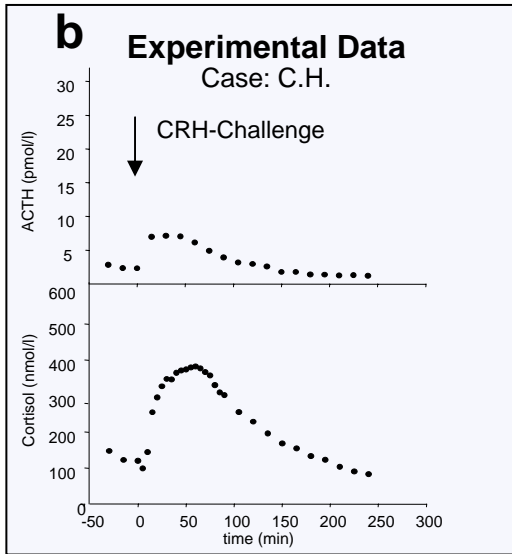 b
Experimental Data
Case: C.H.
CRH-Challenge
ACTH (pmol/l)
30
25
20
15
10
5
Cortisol (nmol/l)
600
500
400
300
200
100
0
-50 0 50 100 150 200 250 300
time (min)